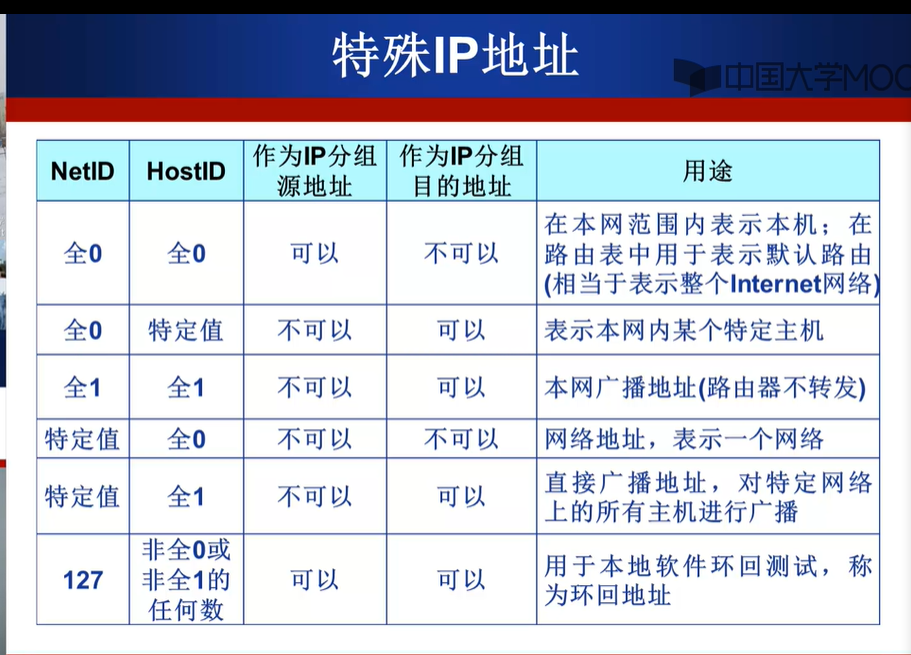 特殊IP地址
中国大学MOO
NetID
HostID
作为IP分组
源地址
作为IP分组
目的地址
用途
全0
全0
可以
不可以
在本网范围内表示本机；在
路由表中用于表示默认路由
(相当于表示整个Internet网络)
全0
特定值
不可以
可以
表示本网内某个特定主机
全1
全1
不可以
可以
本网广播地址(路由器不转发)
特定值
全0
不可以
不可以
网络地址，表示一个网络
特定值
全1
不可以
可以
直接广播地址，对特定网络
上的所有主机进行广播
127
非全0或
非全1的
任何数
可以
可以
用于本地软件环回测试，称
为环回地址